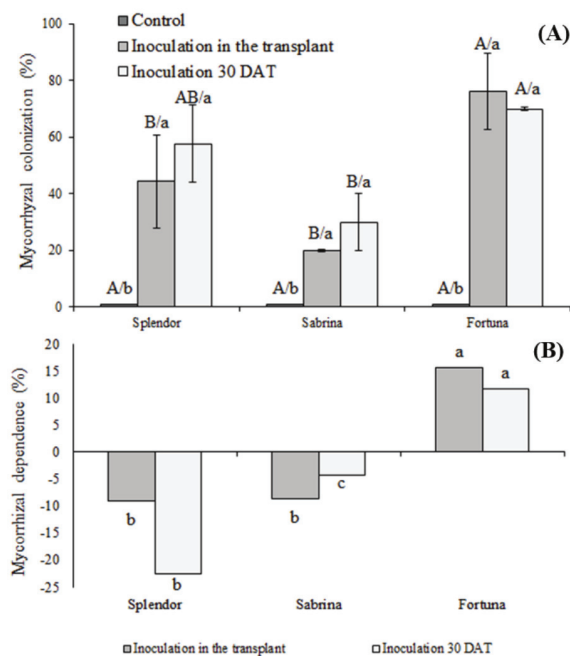 Control
Inoculation in the transplant
Inoculation 30 DAT
(A)
Mycorrhyzal colonization (%)
100
80
60
40
20
0
A/b
B/a
AB/a
A/b
B/a
B/a
A/b
A/a
A/a
Splendor
Sabrina
Fortuna
(B)
Mycorrhizal dependence (%)
20
15
10
5
0
-5
-10
-15
-20
-25
b
b
b
c
a
a
Splendor
Sabrina
Fortuna
Inoculation in the transplant
Inoculation 30 DAT